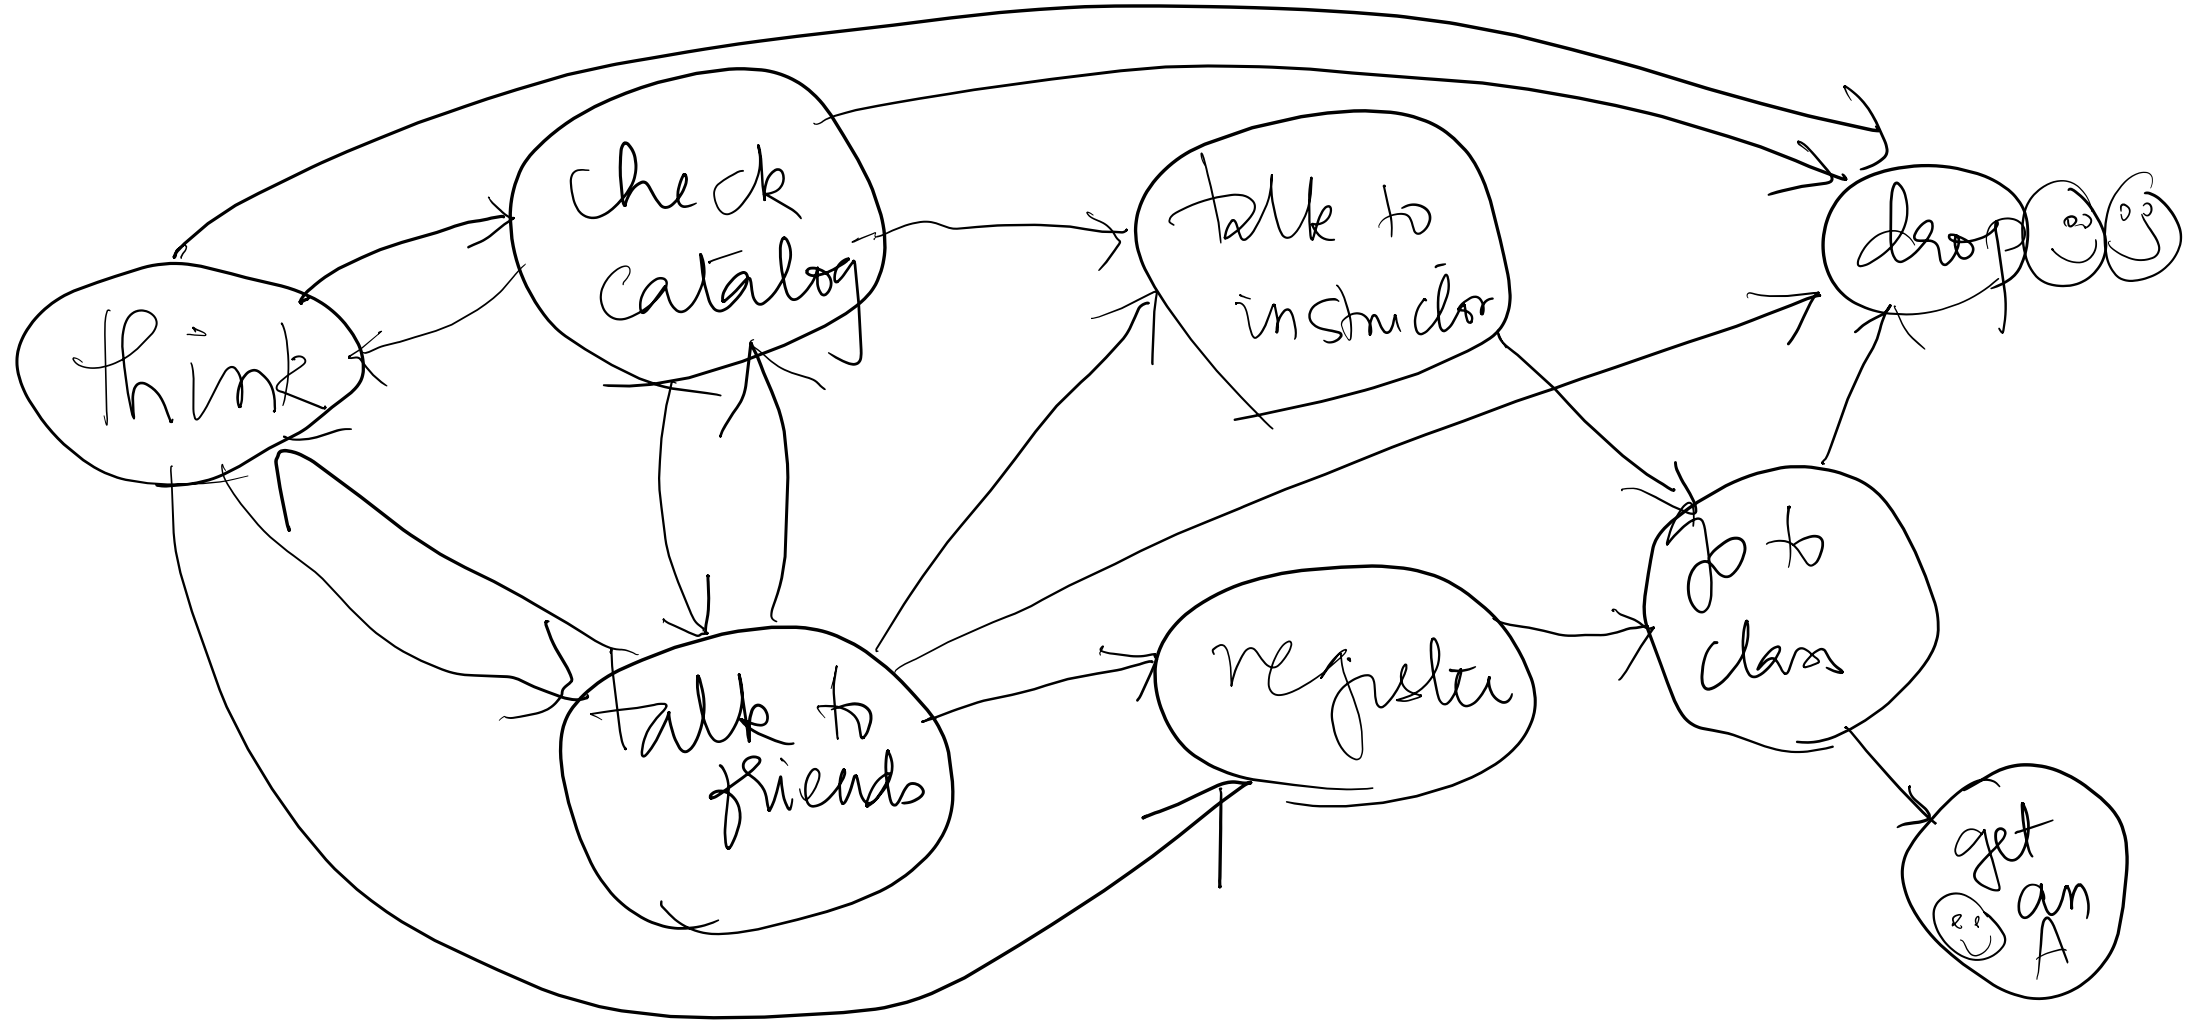 think
check
catalog
talk to
instructor
drop
talk to
friends
register
go to
class
get
an
A